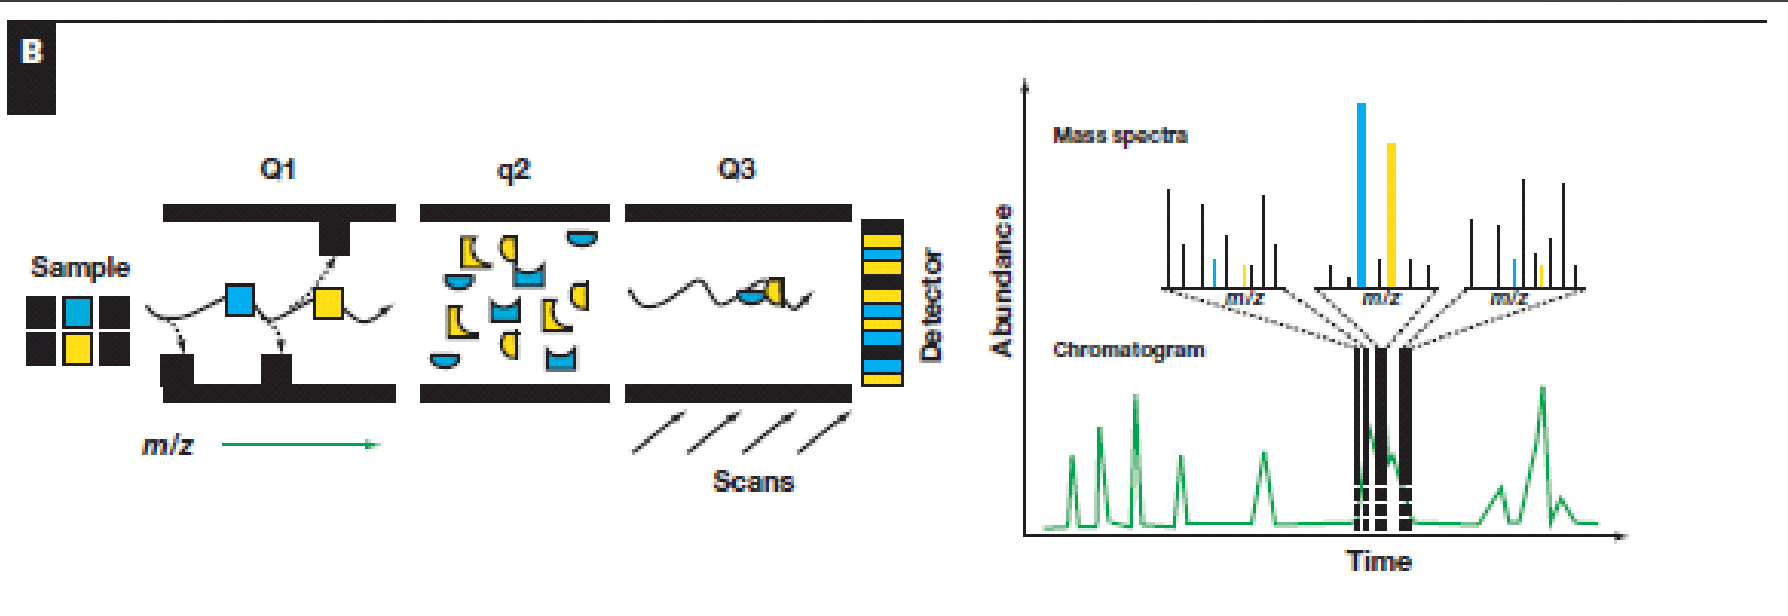 B
Q1
q2
Q3
Sample
Detector
m/z
Scans
Abundance
Mass spectra
m/z
m/z
m/z
Chromatogram
Time